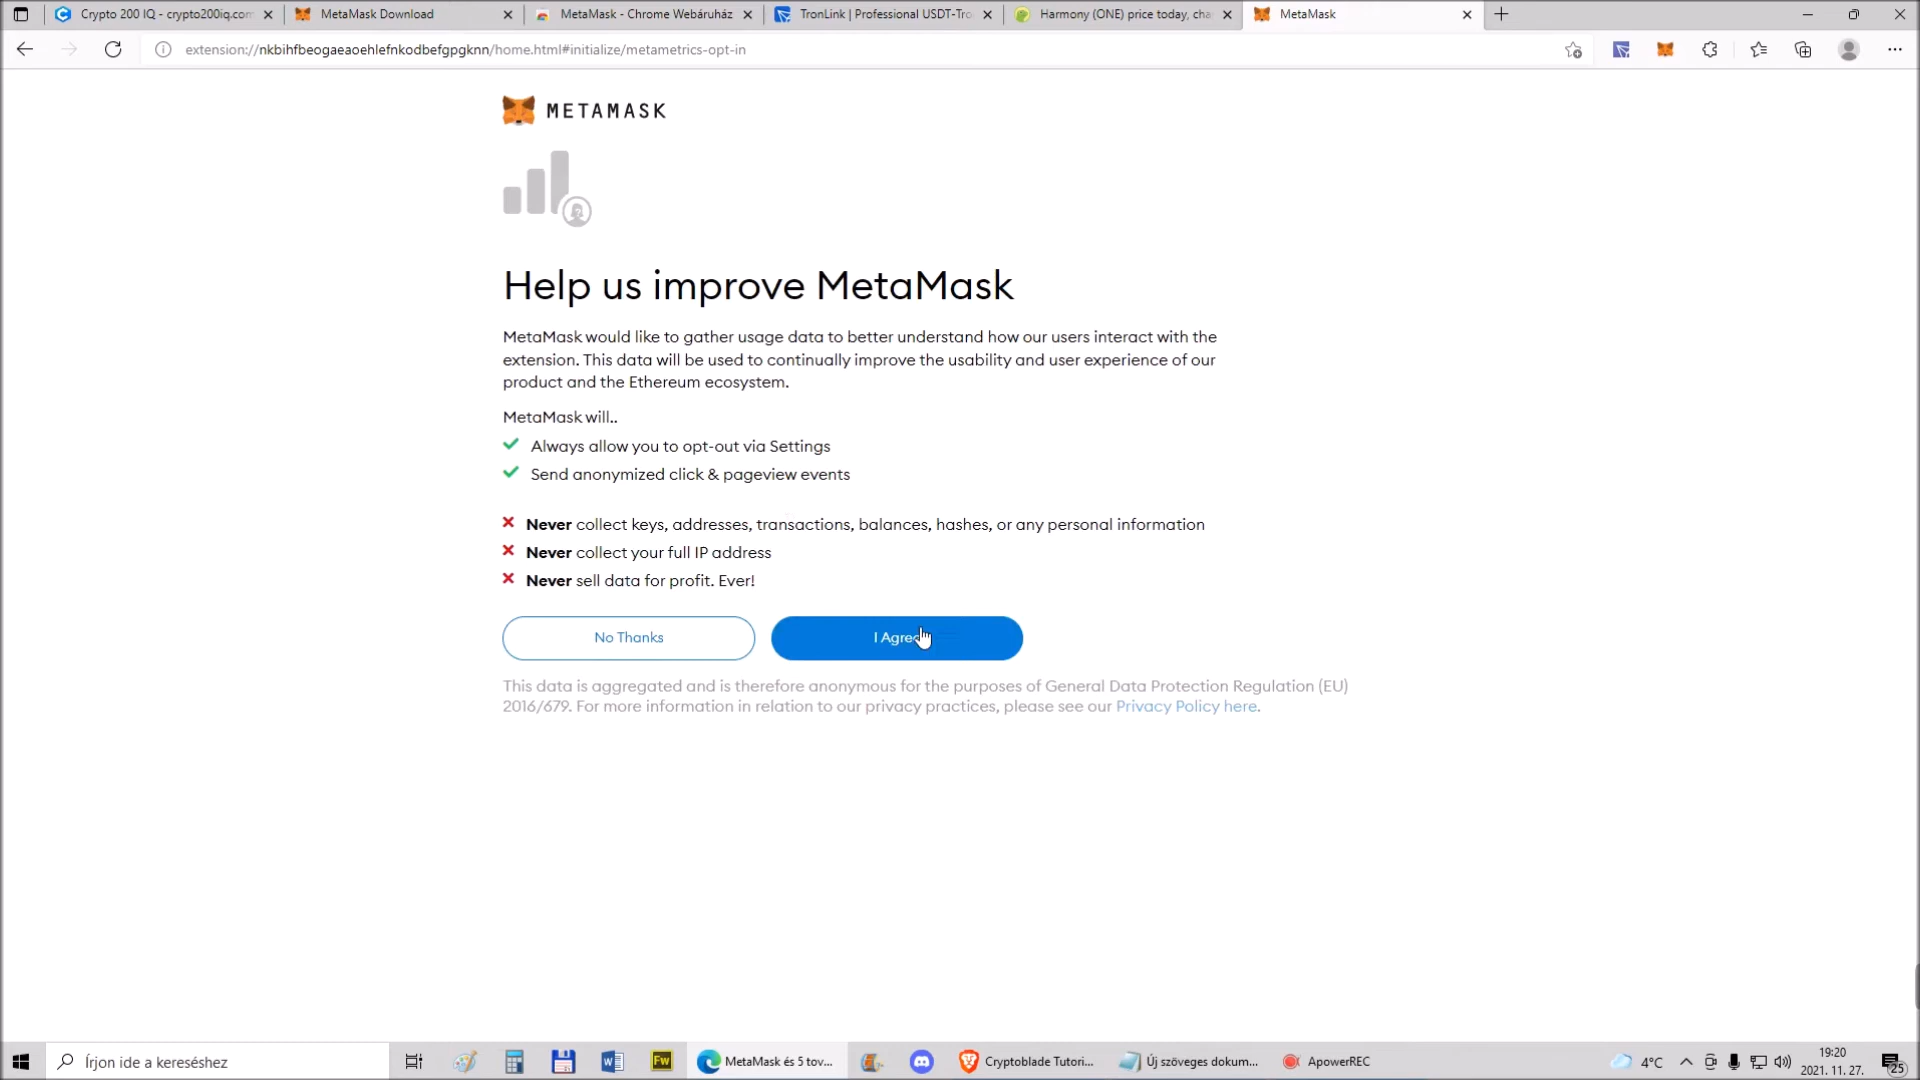 Crypto 200 IQ - crypto200iq.com
MetaMask Download
MetaMask - Chrome Webáruház
TronLink | Professional USDT-Tro
Harmony (ONE) price today, cha
MetaMask
extension://nkbihfbeogaeaoehlefnkodbefgpgknn/home.html#initialize/metametrics-opt-in
METAMASK
Help us improve MetaMask
MetaMask would like to gather usage data to better understand how our users interact with the
extension. This data will be used to continually improve the usability and user experience of our
product and the Ethereum ecosystem.
MetaMask will..
Always allow you to opt-out via Settings
Send anonymized click & pageview events
Never collect keys, addresses, transactions, balances, hashes, or any personal information
Never collect your full IP address
Never sell data for profit. Ever!
No Thanks
I Agree
This data is aggregated and is therefore anonymous for the purposes of General Data Protection Regulation (EU)
2016/679. For more information in relation to our privacy practices, please see our Privacy Policy here.
Írjon ide a kereséshez
Fw
MetaMask és 5 tov...
Cryptoblade Tutori...
Új szöveges dokum...
ApowerREC
4°C
19:20
2021. 11. 27.
25